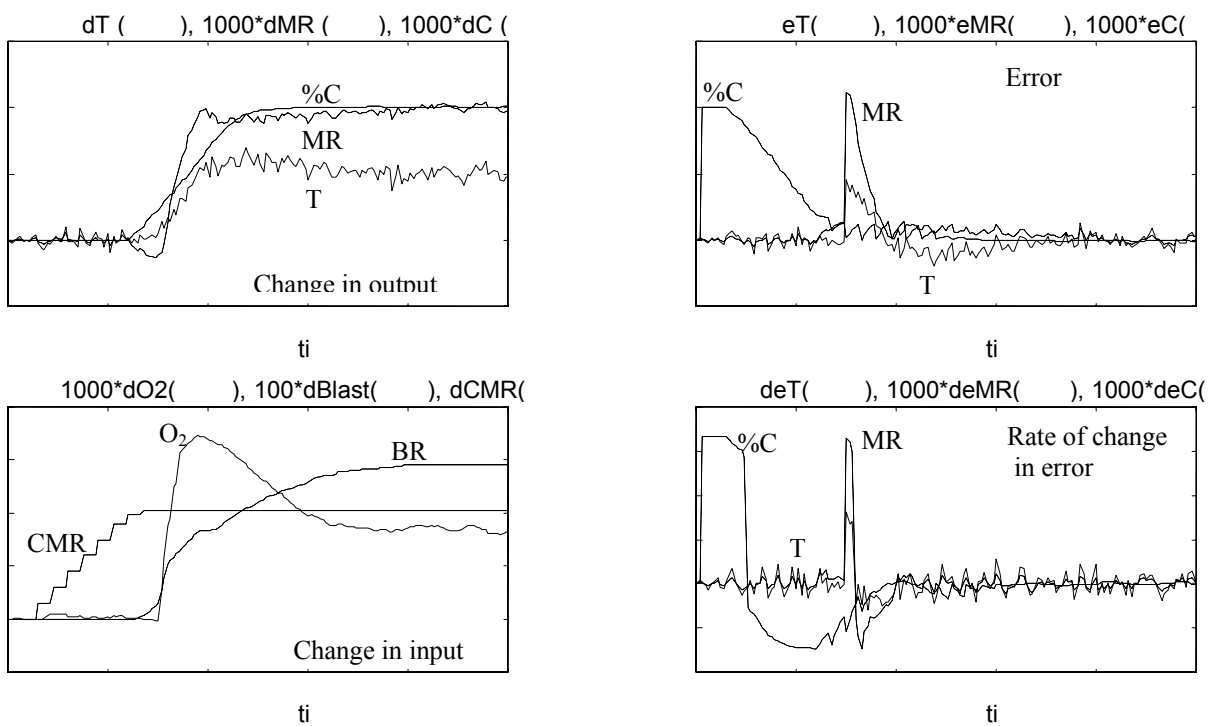 dT (        ), 1000*dMR (        ), 1000*dC (
%C
MR
T
Change in output
ti
eT(        ), 1000*eMR(        ), 1000*eC(
Error
%C
MR
T
ti
1000*dO2(        ), 100*dBlast(        ), dCMR(
O₂
BR
CMR
Change in input
ti
deT(        ), 1000*deMR(        ), 1000*deC(
%C
MR
Rate of change
in error
T
ti